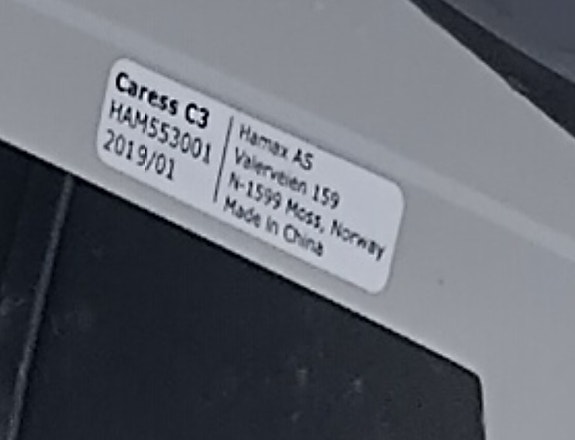 Caress C3
HAM553001
2019/01
Hamax AS
Valerveien 159
N-1599 Moss, Norway
Made in China